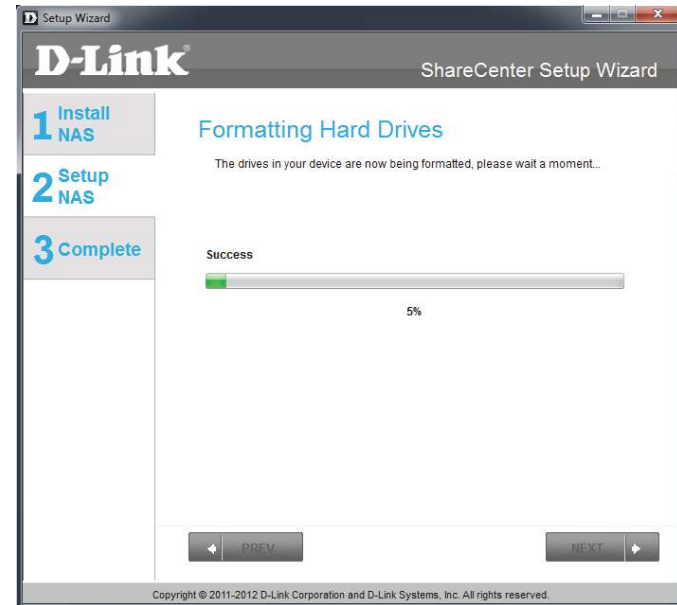 Setup Wizard
D-Link®
ShareCenter Setup Wizard
1 Install
NAS
2 Setup
NAS
3 Complete
Formatting Hard Drives
The drives in your device are now being formatted, please wait a moment...
Success
5%
PREV
NEXT
Copyright © 2011-2012 D-Link Corporation and D-Link Systems, Inc. All rights reserved.